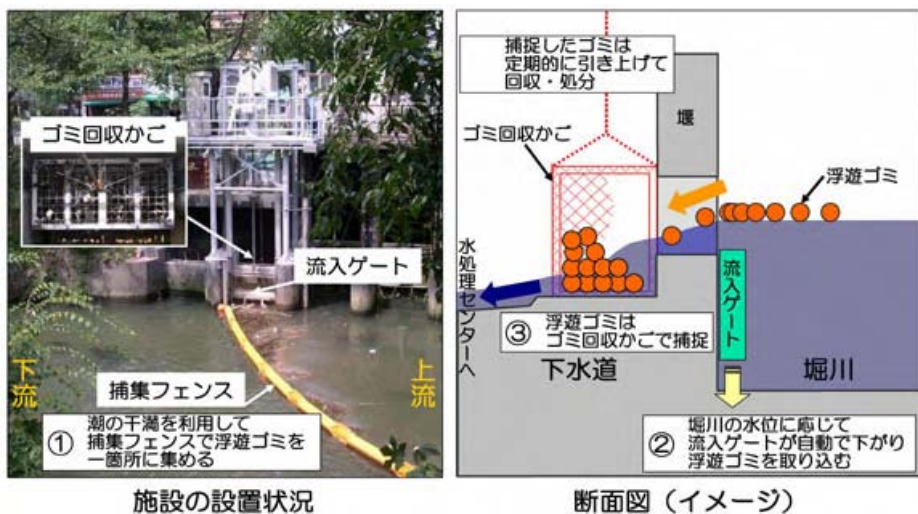 ゴミ回収かご
流入ゲート
下流
上流
捕集フェンス
①
潮の干満を利用して
捕集フェンスで浮遊ゴミを
一箇所に集める
施設の設置状況
捕捉したゴミは
定期的に引き上げて
回収・処分
堰
ゴミ回収かご
浮遊ゴミ
水処理センターへ
流入ゲート
③
浮遊ゴミは
ゴミ回収かごで捕捉
下水道
堀川
②
堀川の水位に応じて
流入ゲートが自動で下がり
浮遊ゴミを取り込む
断面図（イメージ）